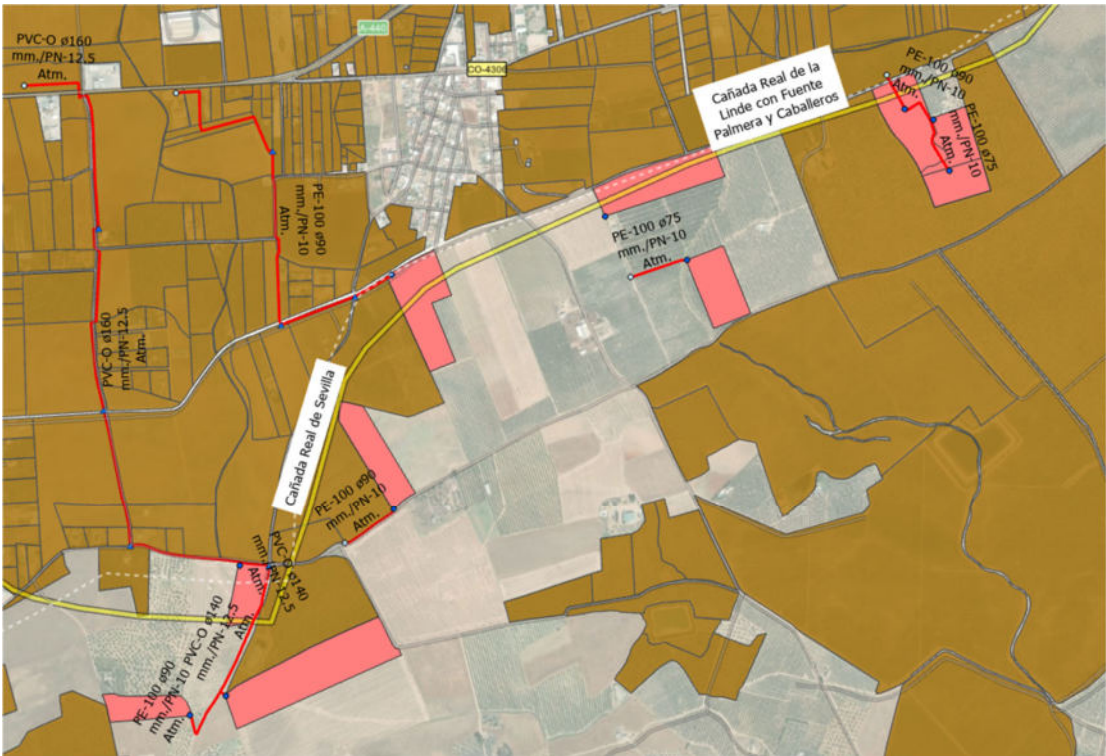 PVC-O ø160
mm./PN-12.5
Atm.
A-440
CO-4306
Cañada Real de la
Linde con Fuente
Palmera y Caballeros
PE-100 ø90
mm./PN-10
Atm.
PE-100 ø75
mm./PN-10
Atm.
PE-100 ø90
mm./PN-10
Atm.
PE-100 ø75
mm./PN-10
Atm.
PVC-O ø160
mm./PN-12.5
Atm.
Cañada Real de Sevilla
PE-100 ø90
mm./PN-10
Atm.
PVC-O ø140
mm./PN-12.5
Atm.
PVC-O ø140
mm./PN-12.5
Atm.
PE-100 ø90
mm./PN-10
Atm.